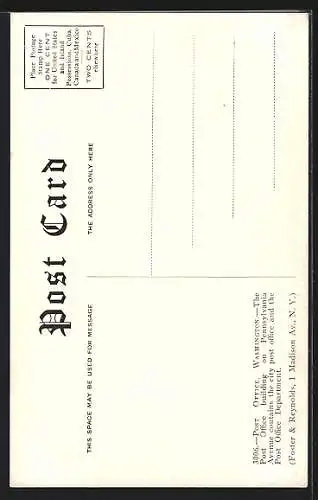 Post Card
THIS SPACE MAY BE USED FOR MESSAGE
THE ADDRESS ONLY HERE
Place Postage
Stamp Here
ONE CENT
for United States
and Island
Possessions, Cuba,
Canada and Mexico
TWO CENTS
elsewhere
3806.—POST OFFICE, WASHINGTON.—The
Post Office building on Pennsylvania
Avenue contains the city post office and the
Post Office Department.
(Foster & Reynolds, 1 Madison Av., N. Y.)